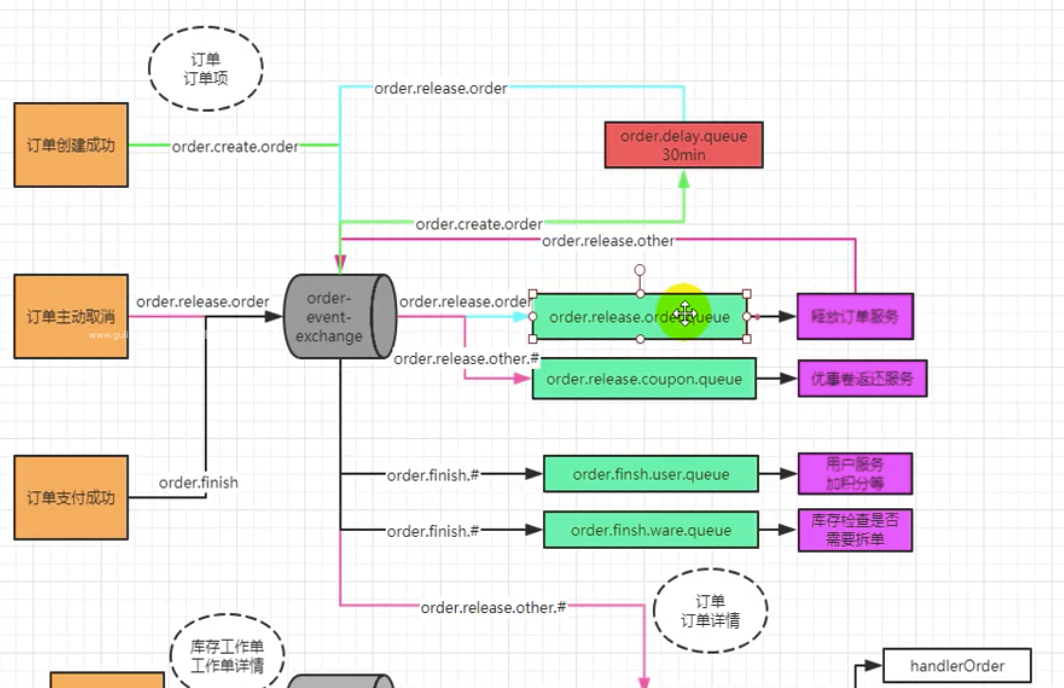 订单
订单项
order.release.order
订单创建成功
order.create.order
order.delay.queue
30min
order.create.order
order.release.other
订单主动取消
order.release.order
order-
event-
exchange
order.release.order
order.release.order.queue
释放订单服务
www.guli
order.release.other.#
order.release.coupon.queue
优惠卷返还服务
订单支付成功
order.finish
order.finish.#
order.finsh.user.queue
用户服务
加积分等
order.finish.#
order.finsh.ware.queue
库存检查是否
需要拆单
order.release.other.#
订单
订单详情
库存工作单
工作单详情
handlerOrder